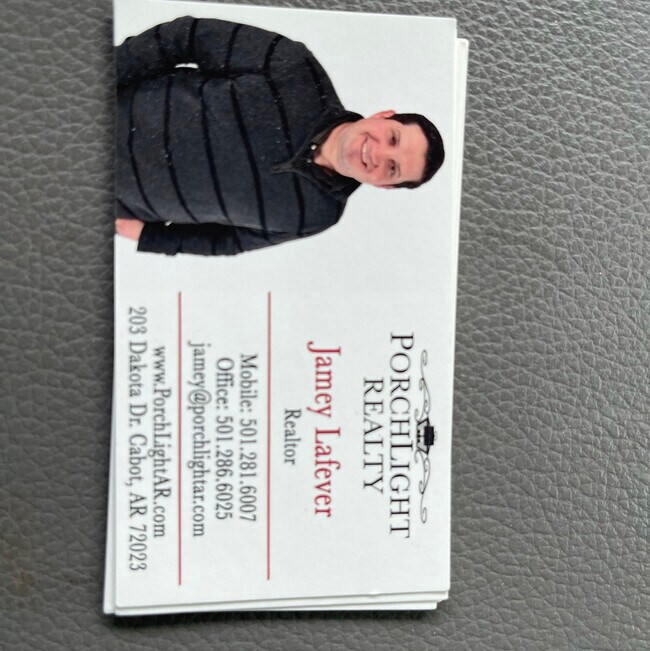 PORCHLIGHT
REALTY
Jamey Lafever
Realtor
Mobile: 501.281.6007
Office: 501.286.6025
jamey@porchlightar.com
www.PorchLightAR.com
203 Dakota Dr. Cabot, AR 72023